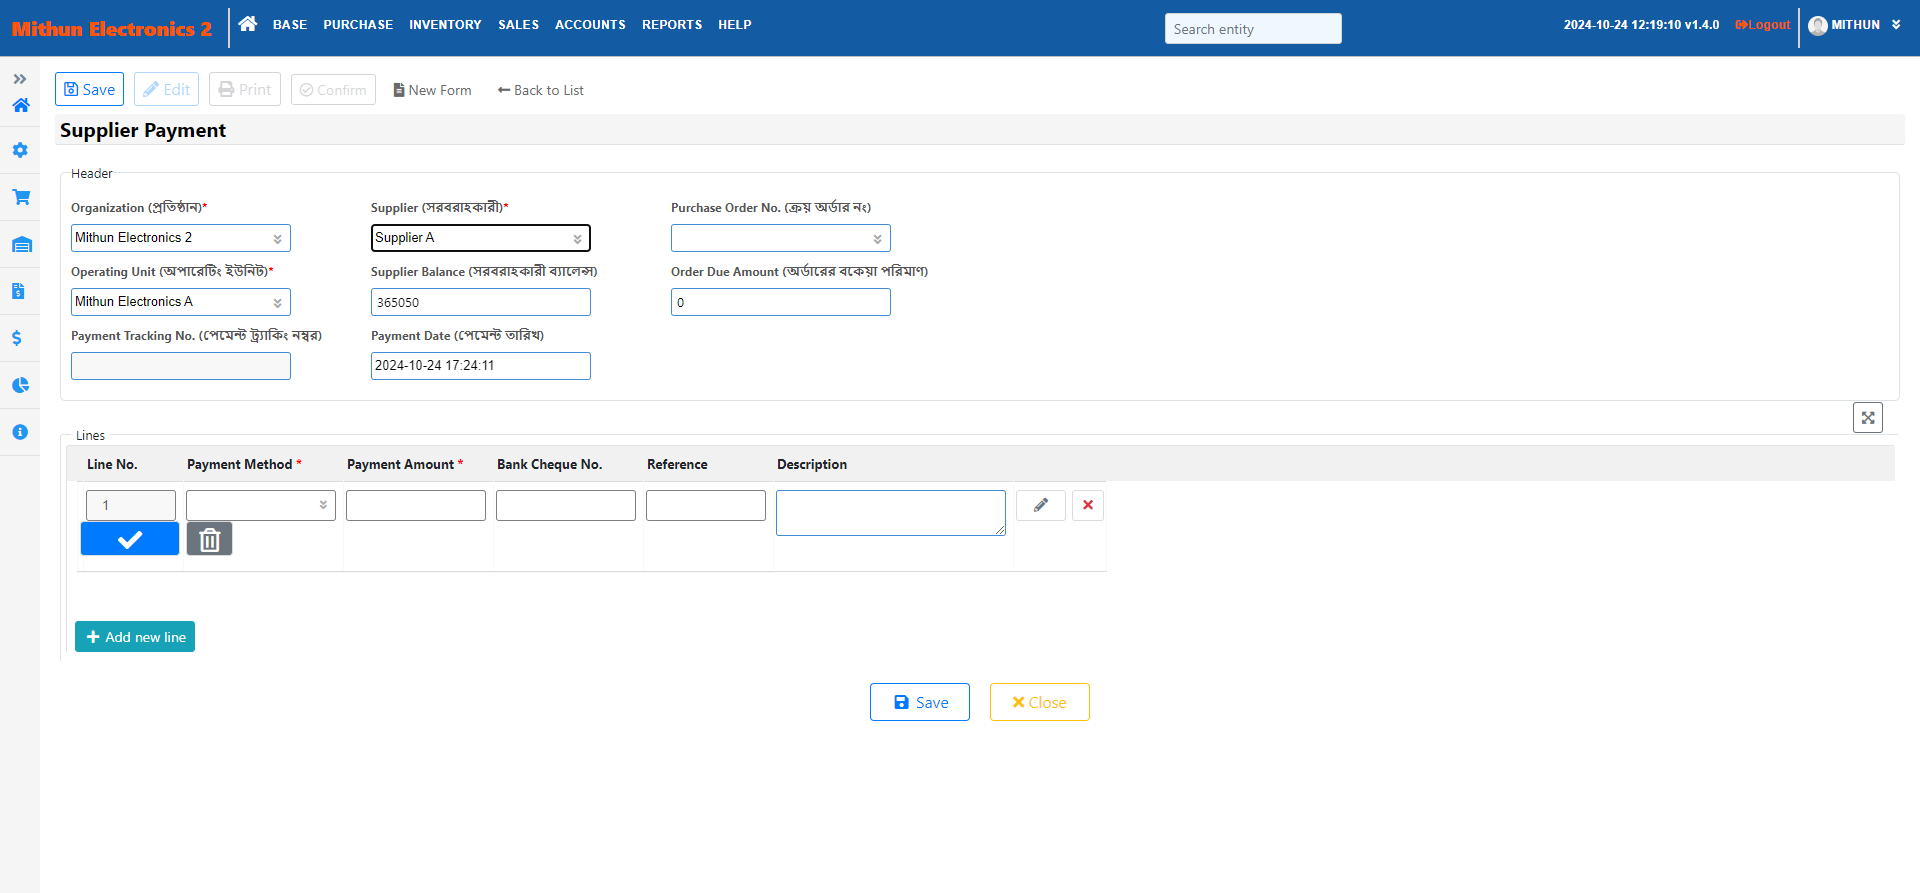 Mithun Electronics 2
BASE PURCHASE INVENTORY SALES ACCOUNTS REPORTS HELP
Search entity
2024-10-24 12:19:10 v1.4.0
Logout
MITHUN
Save Edit Print Confirm New Form Back to List
Supplier Payment
Header
Organization (প্রতিষ্ঠান)* Supplier (সরবরাহকারী)* Purchase Order No. (ক্রয় অর্ডার নং)
Mithun Electronics 2 Supplier A
Operating Unit (অপারেটিং ইউনিট)* Supplier Balance (সরবরাহকারী ব্যালেন্স) Order Due Amount (অর্ডারের বকেয়া পরিমাণ)
Mithun Electronics A 365050 0
Payment Tracking No. (পেমেন্ট ট্র্যাকিং নম্বর) Payment Date (পেমেন্ট তারিখ)
2024-10-24 17:24:11
Lines
Line No. Payment Method * Payment Amount * Bank Cheque No. Reference Description
1
Add new line
Save Close